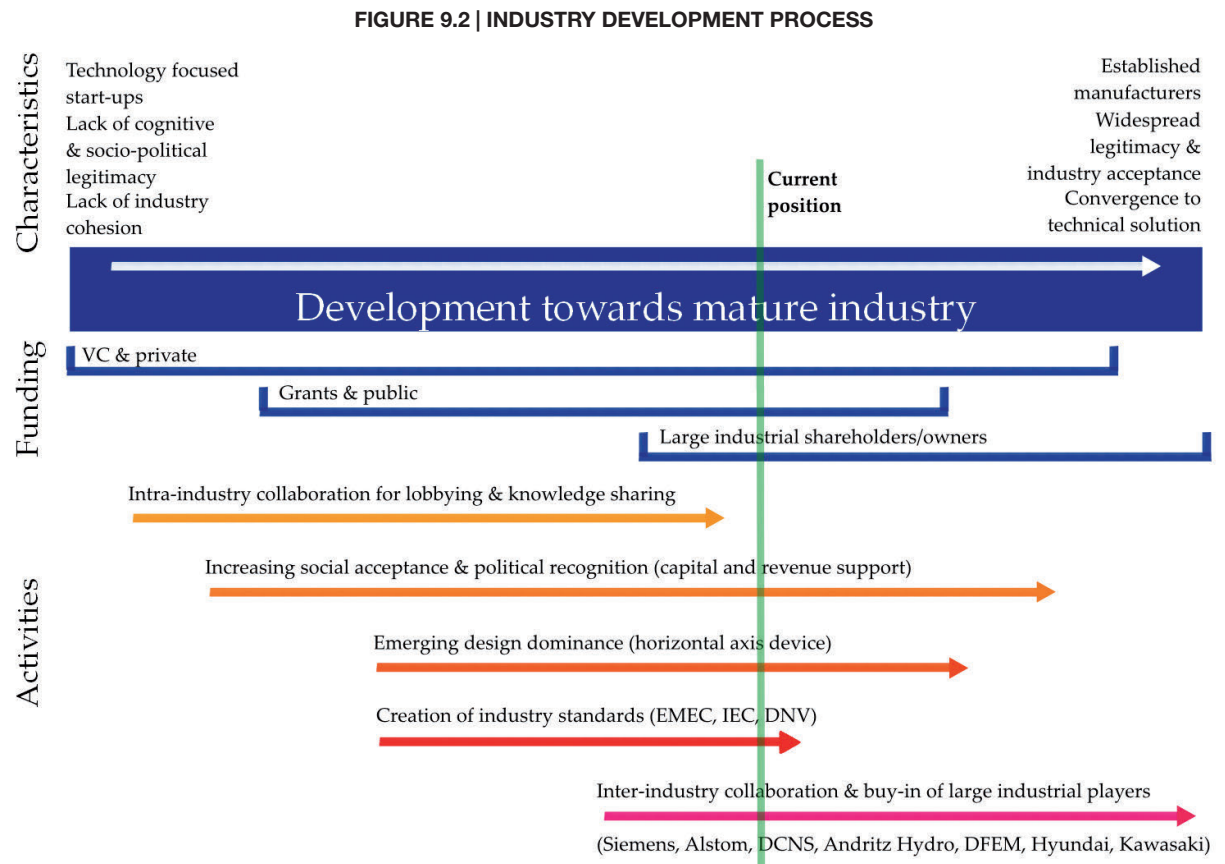 FIGURE 9.2 | INDUSTRY DEVELOPMENT PROCESS
Characteristics
Technology focused
start-ups
Lack of cognitive
& socio-political
legitimacy
Lack of industry
cohesion
Current
position
Established
manufacturers
Widespread
legitimacy &
industry acceptance
Convergence to
technical solution
Development towards mature industry
Funding
VC & private
Grants & public
Large industrial shareholders/owners
Activities
Intra-industry collaboration for lobbying & knowledge sharing
Increasing social acceptance & political recognition (capital and revenue support)
Emerging design dominance (horizontal axis device)
Creation of industry standards (EMEC, IEC, DNV)
Inter-industry collaboration & buy-in of large industrial players
(Siemens, Alstom, DCNS, Andritz Hydro, DFEM, Hyundai, Kawasaki)